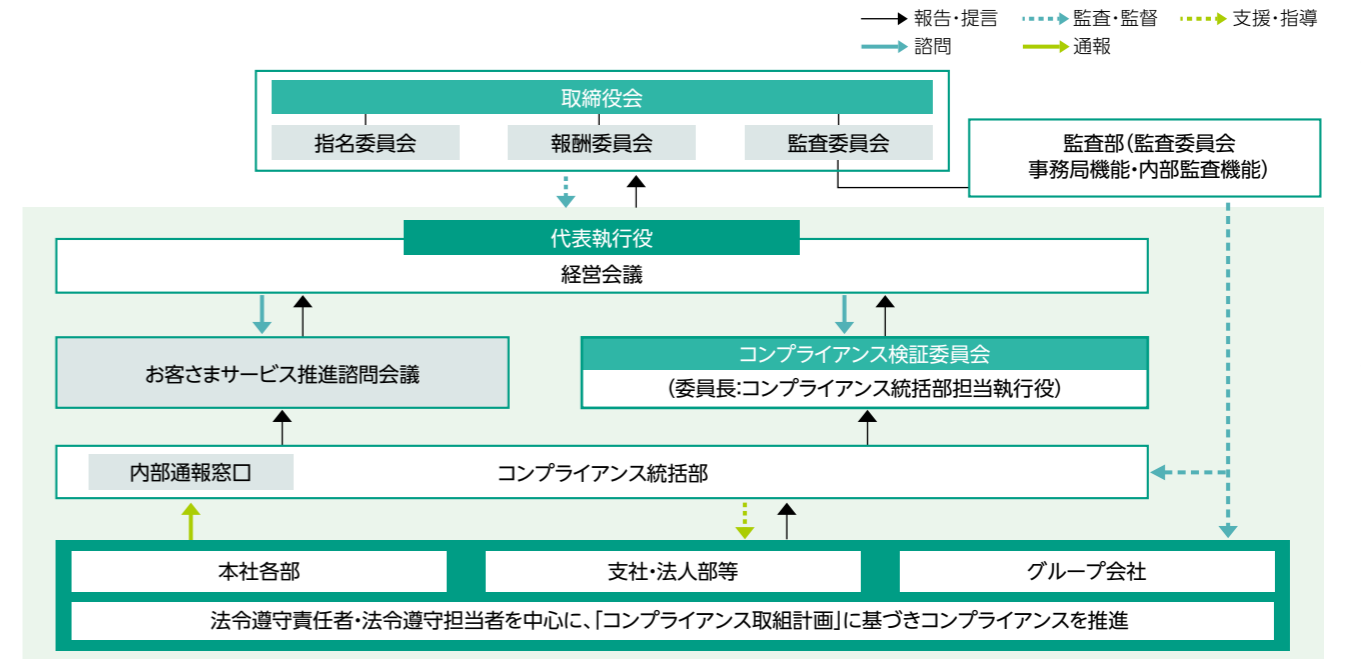 報告・提言
監査・監督
支援・指導
諮問
通報
取締役会
指名委員会
報酬委員会
監査委員会
監査部（監査委員会
事務局機能・内部監査機能）
代表執行役
経営会議
お客さまサービス推進諮問会議
コンプライアンス検証委員会
（委員長:コンプライアンス統括部担当執行役）
内部通報窓口
コンプライアンス統括部
本社各部
支社・法人部等
グループ会社
法令遵守責任者・法令遵守担当者を中心に、「コンプライアンス取組計画」に基づきコンプライアンスを推進